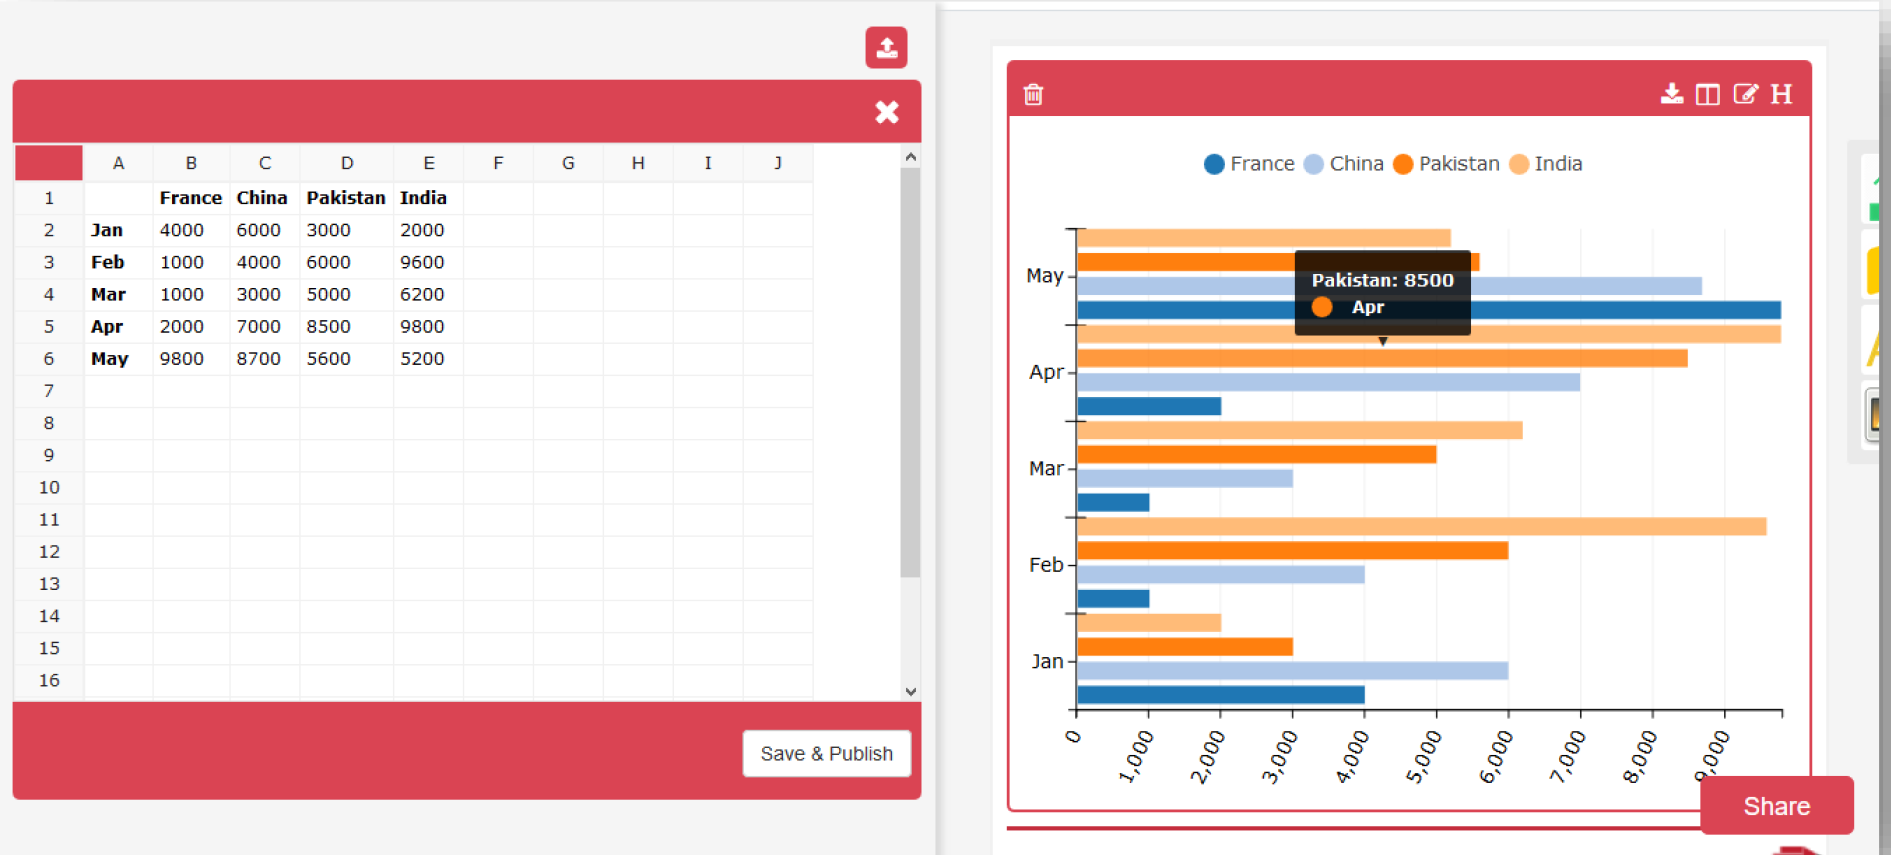 A B C D E F G H I J
1 France China Pakistan India
2 Jan 4000 6000 3000 2000
3 Feb 1000 4000 6000 9600
4 Mar 1000 3000 5000 6200
5 Apr 2000 7000 8500 9800
6 May 9800 8700 5600 5200
7
8
9
10
11
12
13
14
15
16
Save & Publish
H
France China Pakistan India
May
Pakistan: 8500
Apr
Apr
Mar
Feb
Jan
0 1,000 2,000 3,000 4,000 5,000 6,000 7,000 8,000 9,000
Share